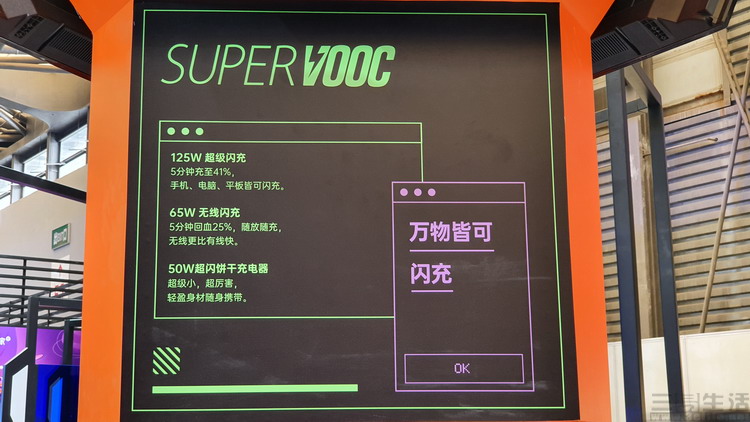 SUPERVOOC
125W 超级闪充
5分钟充至41%,
手机、电脑、平板皆可闪充。
65W 无线闪充
5分钟回血25%,随放随充,
无线更比有线快。
50W超闪饼干充电器
超级小,超厉害,
轻盈身材随身携带。
万物皆可
闪充
OK